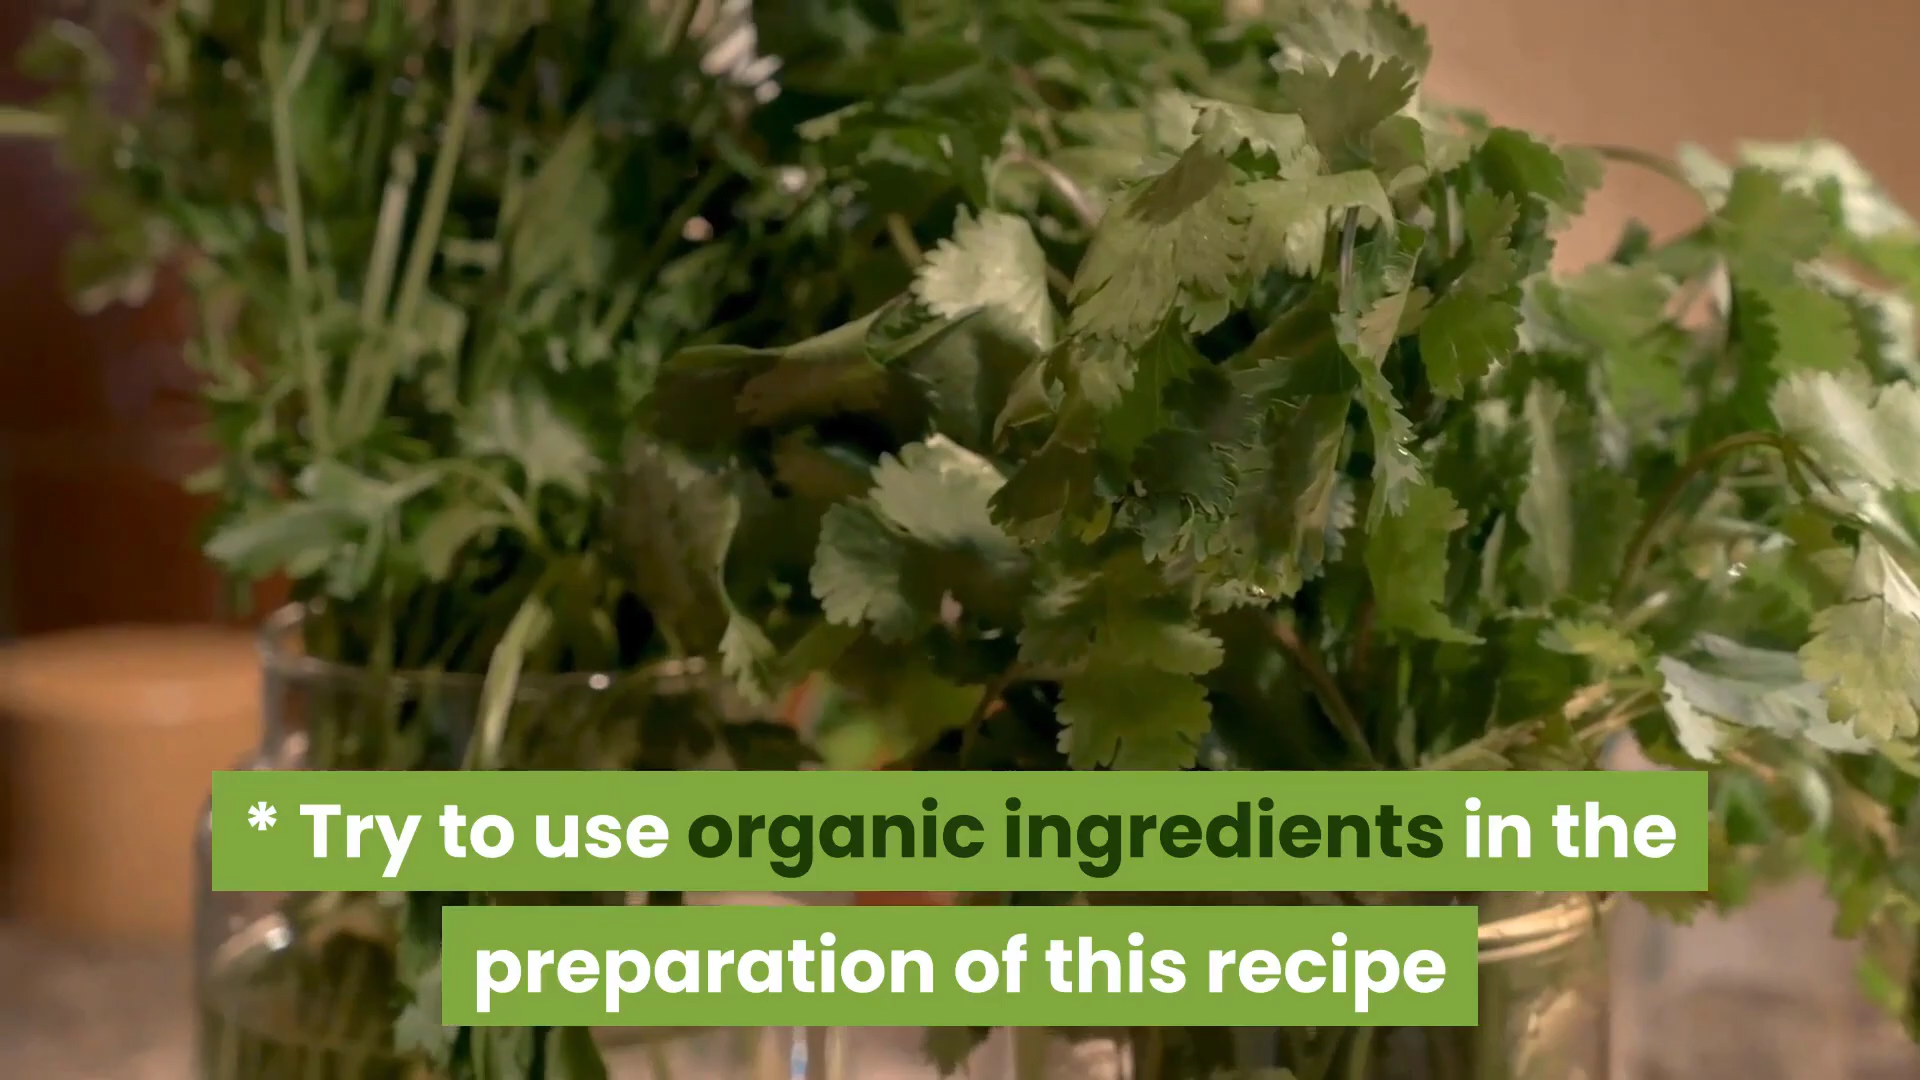 * Try to use organic ingredients in the
preparation of this recipe